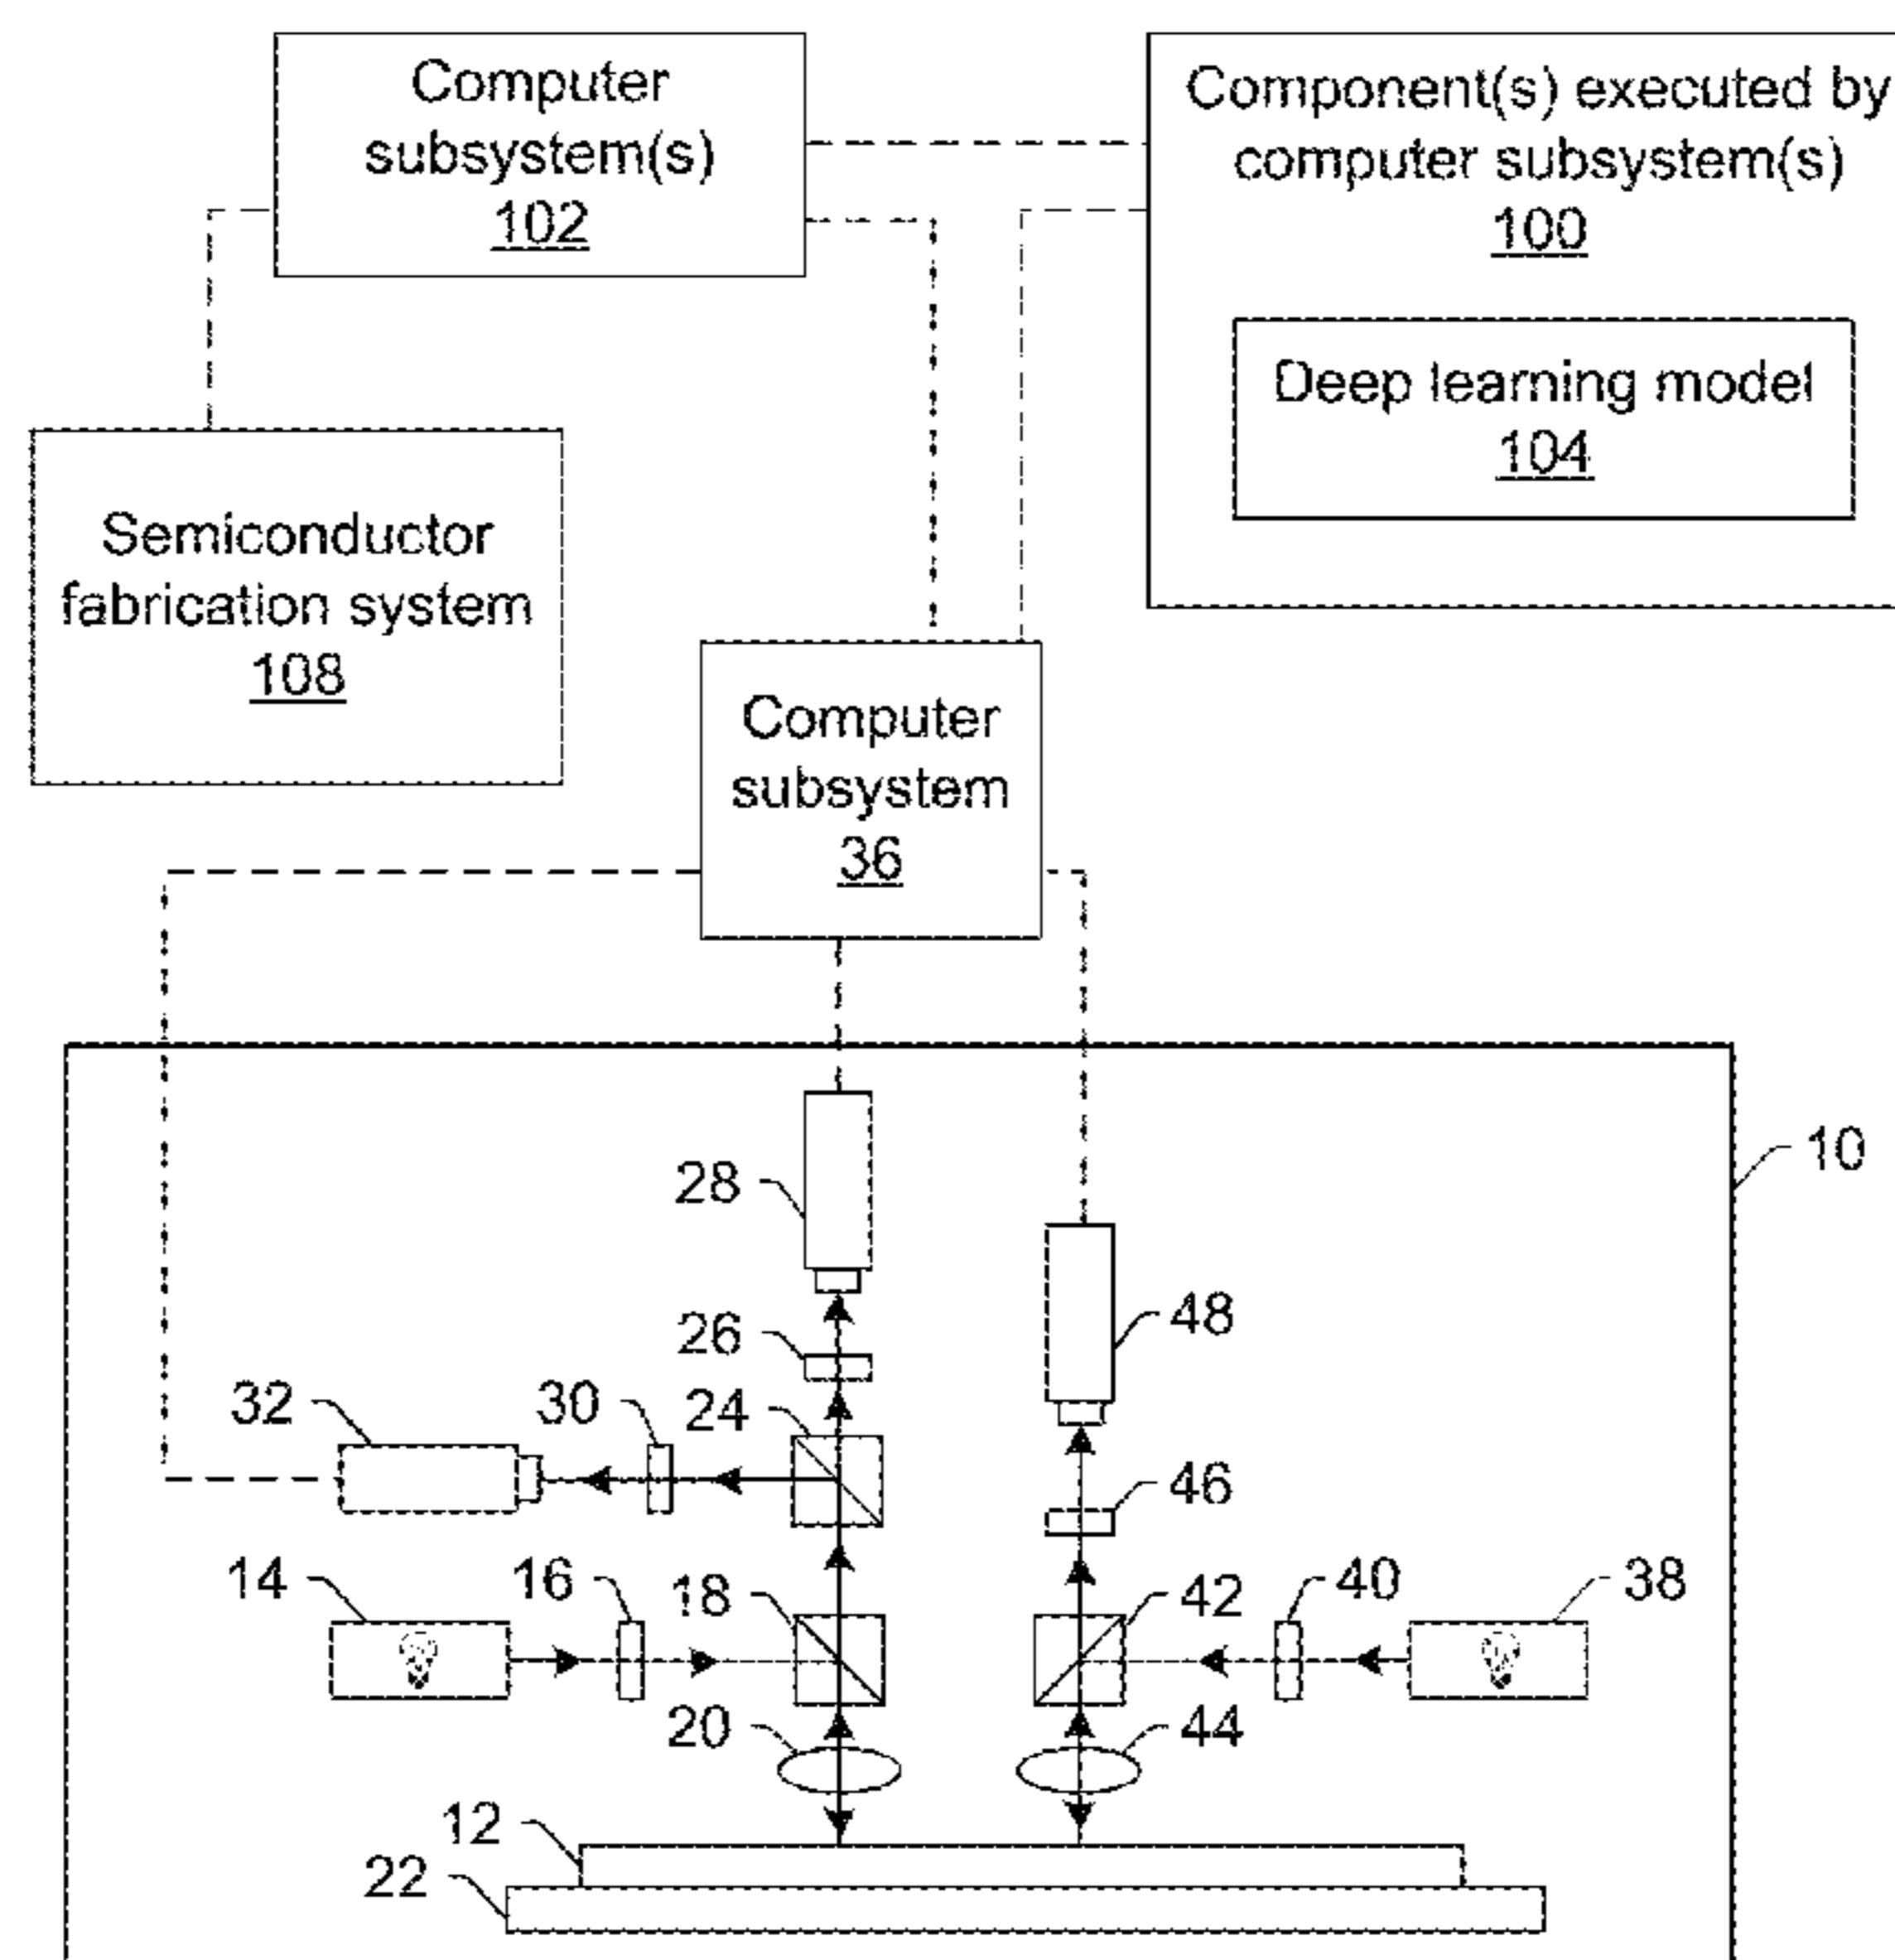 Computer
subsystem(s)
102
Component(s) executed by
computer subsystem(s)
100
Deep learning model
104
Semiconductor
fabrication system
108
Computer
subsystem
36
10
28
48
26
32
30
24
46
14
16
18
42
40
38
20
44
12
22